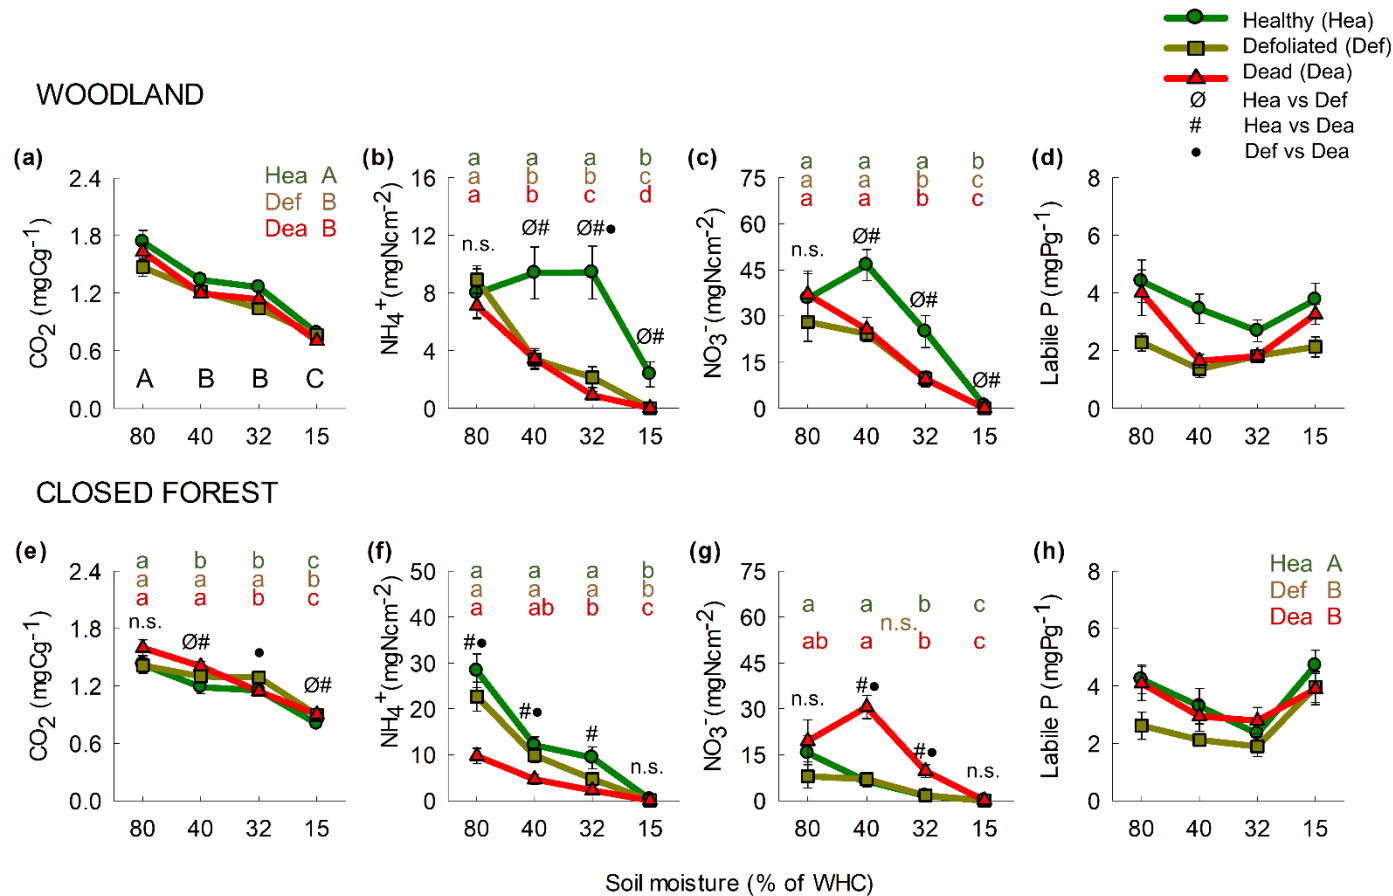 Healthy (Hea)
Defoliated (Def)
Dead (Dea)
Ø Hea vs Def
# Hea vs Dea
● Def vs Dea
WOODLAND
(a)
Hea A
Def B
Dea B
CO₂ (mgCg⁻¹)
2.4
1.8
1.2
0.6
0.0
A B B C
80 40 32 15
(b)
a a a b
a b b c
a b c d
NH₄⁺(mgNcm⁻²)
16
12
8
4
0
n.s. Ø# Ø#● Ø#
80 40 32 15
(c)
a a a b
a a b c
a a b c
NO₃⁻(mgNcm⁻²)
75
60
45
30
15
0
n.s. Ø# Ø# Ø#
80 40 32 15
(d)
Labile P (mgPg⁻¹)
8
6
4
2
0
80 40 32 15
CLOSED FOREST
(e)
a b b c
a a a b
a a b c
CO₂ (mgCg⁻¹)
2.4
1.8
1.2
0.6
0.0
n.s. Ø# ● Ø#
80 40 32 15
(f)
a a a b
a a a b
a ab b c
NH₄⁺(mgNcm⁻²)
50
40
30
20
10
0
#● #● # n.s.
80 40 32 15
(g)
a a b c
n.s.
ab a b c
NO₃⁻(mgNcm⁻²)
75
60
45
30
15
0
n.s. #● #● n.s.
80 40 32 15
(h)
Hea A
Def B
Dea B
Labile P (mgPg⁻¹)
8
6
4
2
0
80 40 32 15
Soil moisture (% of WHC)